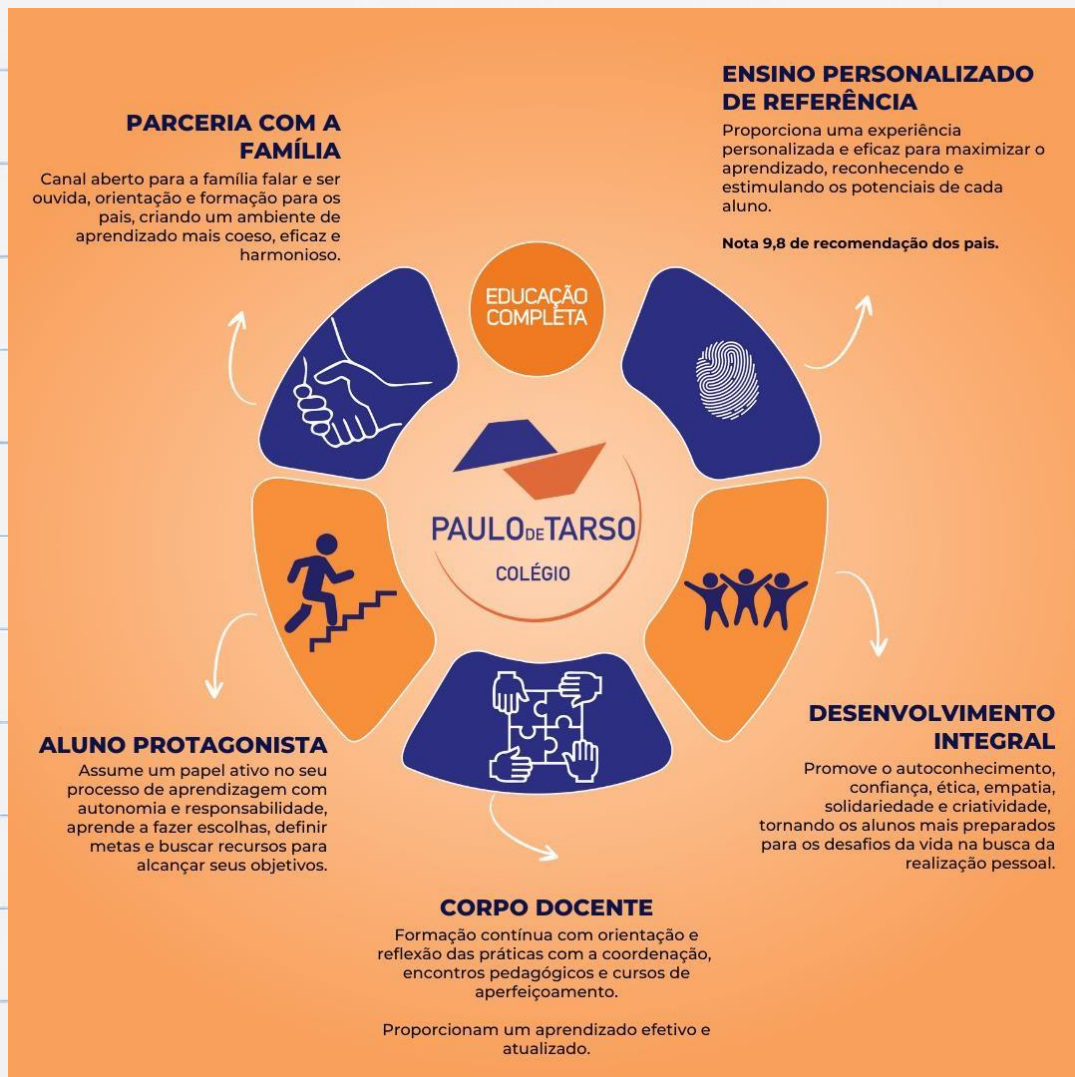 PARCERIA COM A
FAMÍLIA
Canal aberto para a família falar e ser
ouvida, orientação e formação para os
pais, criando um ambiente de
aprendizado mais coeso, eficaz e
harmonioso.
ENSINO PERSONALIZADO
DE REFERÊNCIA
Proporciona uma experiência
personalizada e eficaz para maximizar o
aprendizado, reconhecendo e
estimulando os potenciais de cada
aluno.
Nota 9,8 de recomendação dos pais.
EDUCAÇÃO
COMPLETA
PAULO DE TARSO
COLÉGIO
ALUNO PROTAGONISTA
Assume um papel ativo no seu
processo de aprendizagem com
autonomia e responsabilidade,
aprende a fazer escolhas, definir
metas e buscar recursos para
alcançar seus objetivos.
DESENVOLVIMENTO
INTEGRAL
Promove o autoconhecimento,
confiança, ética, empatia,
solidariedade e criatividade,
tornando os alunos mais preparados
para os desafios da vida na busca da
realização pessoal.
CORPO DOCENTE
Formação contínua com orientação e
reflexão das práticas com a coordenação,
encontros pedagógicos e cursos de
aperfeiçoamento.
Proporcionam um aprendizado efetivo e
atualizado.